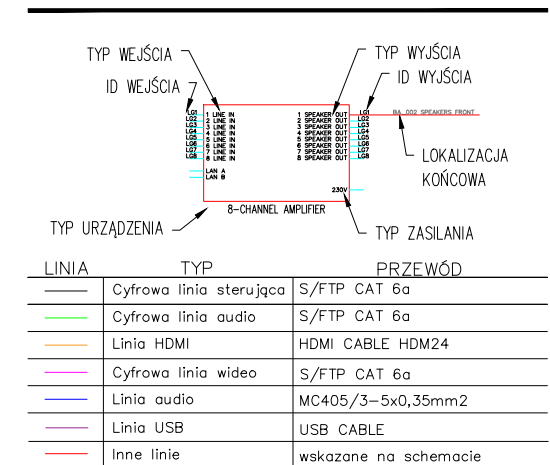 TYP WEJŚCIA
TYP WYJŚCIA
ID WEJŚCIA
ID WYJŚCIA
LG1 1 LINE IN 1 SPEAKER OUT LG1 BA_002 SPEAKERS FRONT
LG2 2 LINE IN 2 SPEAKER OUT LG2
LG3 3 LINE IN 3 SPEAKER OUT LG3
LG4 4 LINE IN 4 SPEAKER OUT LG4
LG5 5 LINE IN 5 SPEAKER OUT LG5
LG6 6 LINE IN 6 SPEAKER OUT LG6
LG7 7 LINE IN 7 SPEAKER OUT LG7
LG8 8 LINE IN 8 SPEAKER OUT LG8
LAN A
LAN B
LOKALIZACJA
KOŃCOWA
230V
8-CHANNEL AMPLIFIER
TYP URZĄDZENIA
TYP ZASILANIA
LINIA TYP PRZEWÓD
Cyfrowa linia sterująca S/FTP CAT 6a
Cyfrowa linia audio S/FTP CAT 6a
Linia HDMI HDMI CABLE HDM24
Cyfrowa linia wideo S/FTP CAT 6a
Linia audio MC405/3-5x0,35mm2
Linia USB USB CABLE
Inne linie wskazane na schemacie